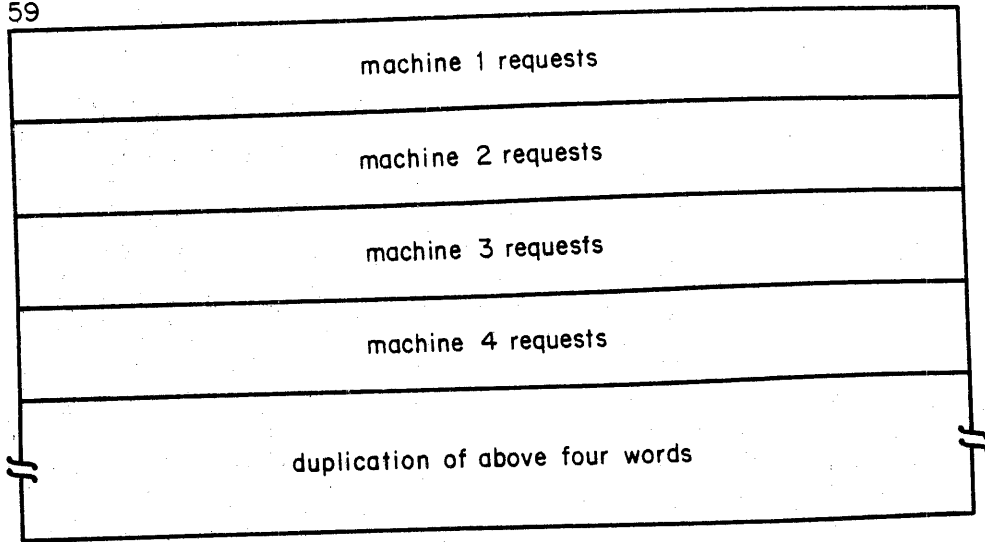 59
machine 1 requests
machine 2 requests
machine 3 requests
machine 4 requests
duplication of above four words